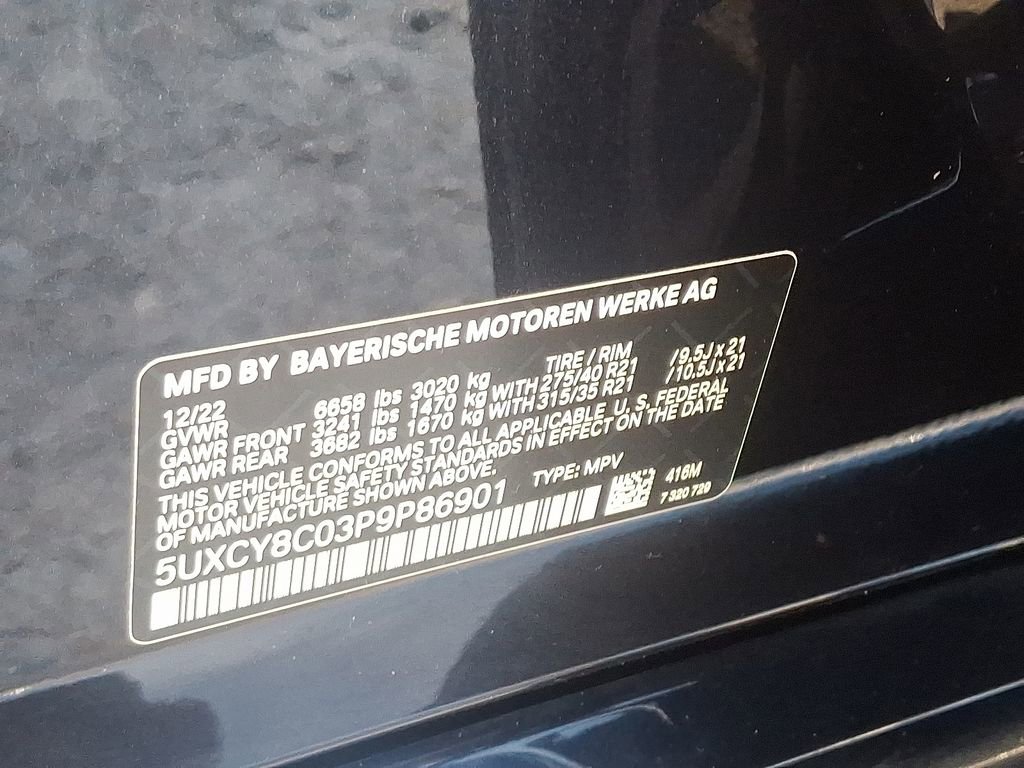 MFD BY BAYERISCHE MOTOREN WERKE AG
12/22 TIRE / RIM
GVWR 6658 lbs 3020 kg
GAWR FRONT 3241 lbs 1470 kg WITH 275/40 R21 /9.5J x 21
GAWR REAR 3682 lbs 1670 kg WITH 315/35 R21 /10.5J x 21
THIS VEHICLE CONFORMS TO ALL APPLICABLE U. S. FEDERAL
MOTOR VEHICLE SAFETY STANDARDS IN EFFECT ON THE DATE
OF MANUFACTURE SHOWN ABOVE.
5UXCY8C03P9P86901 TYPE: MPV
416M
7 320 729